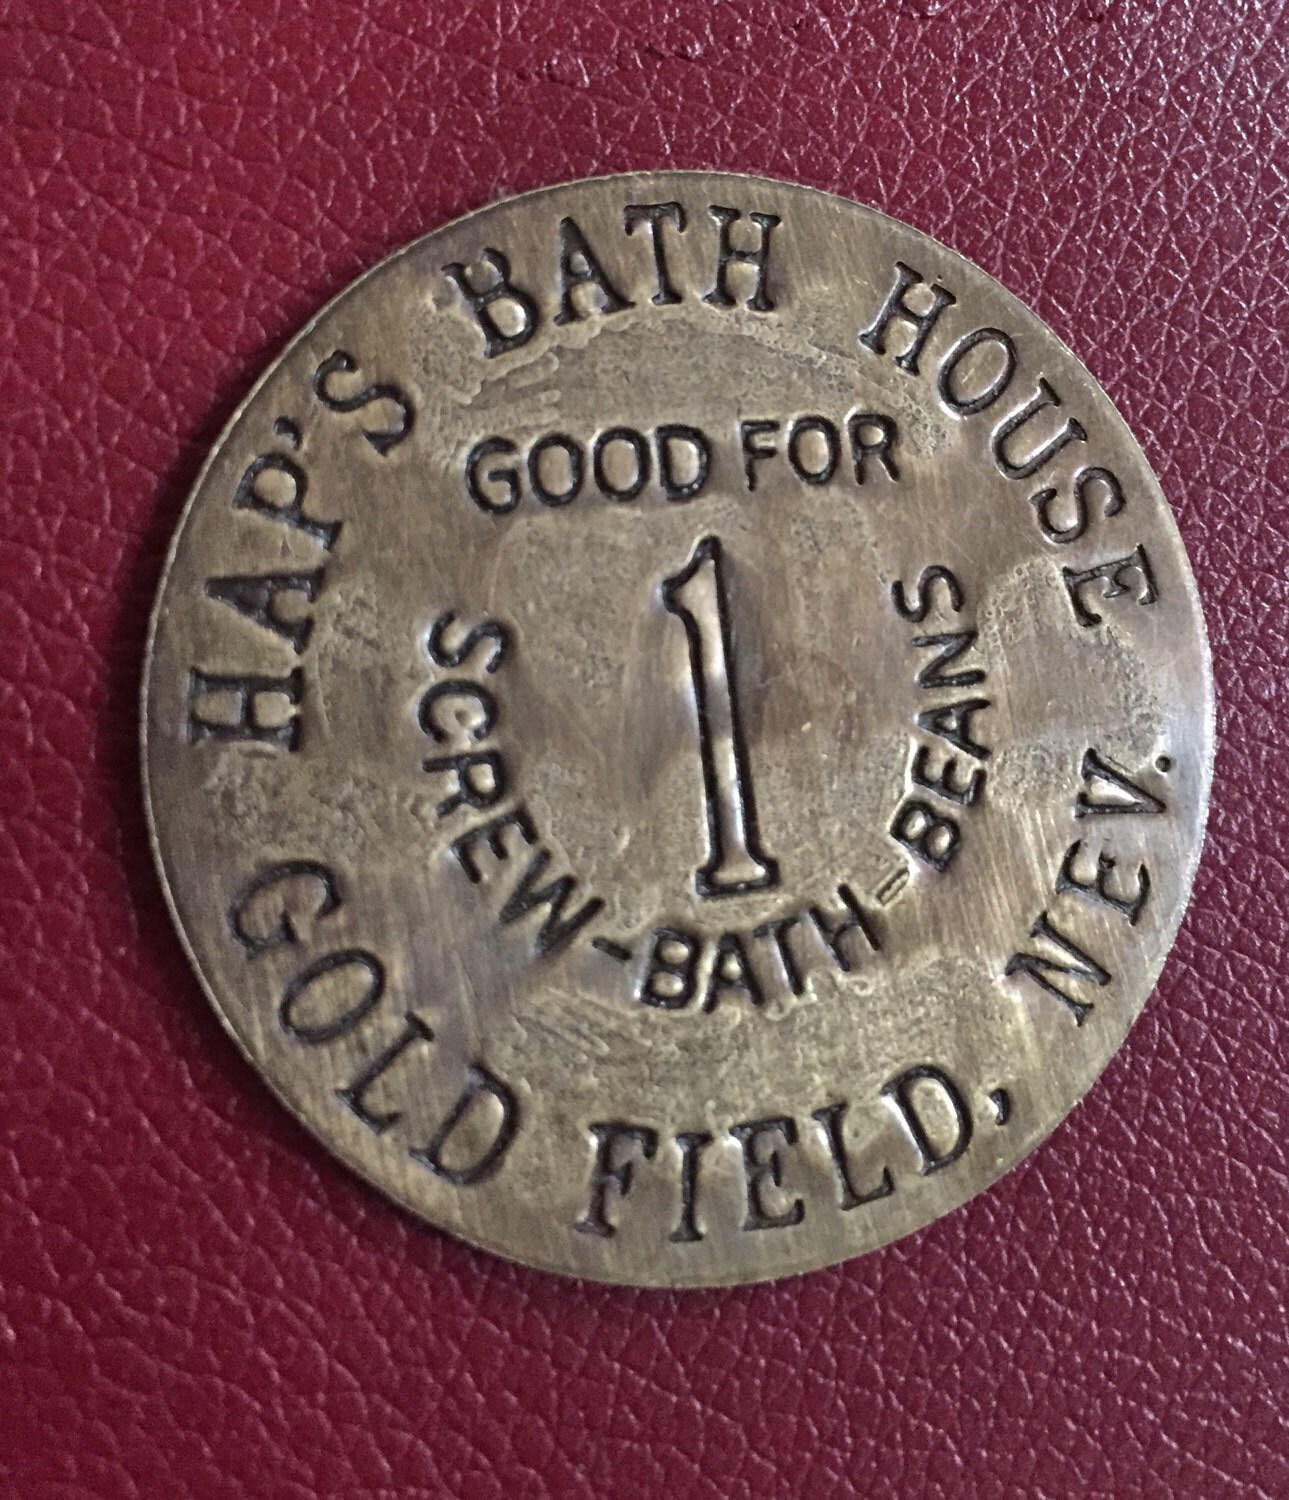 HAP'S BATH HOUSE
GOOD FOR
1
SCREW-BATH-BEANS
GOLD FIELD, NEV.